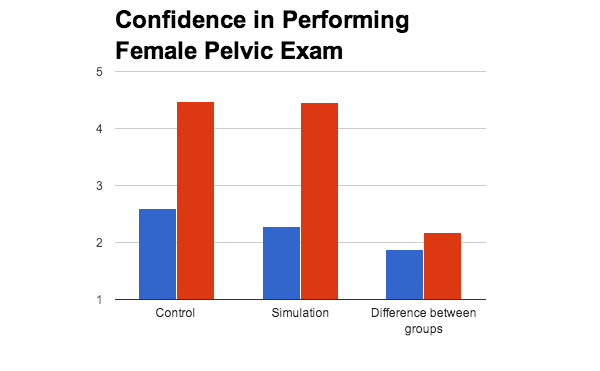 Confidence in Performing
Female Pelvic Exam
5
4
3
2
1
Control
Simulation
Difference between
groups